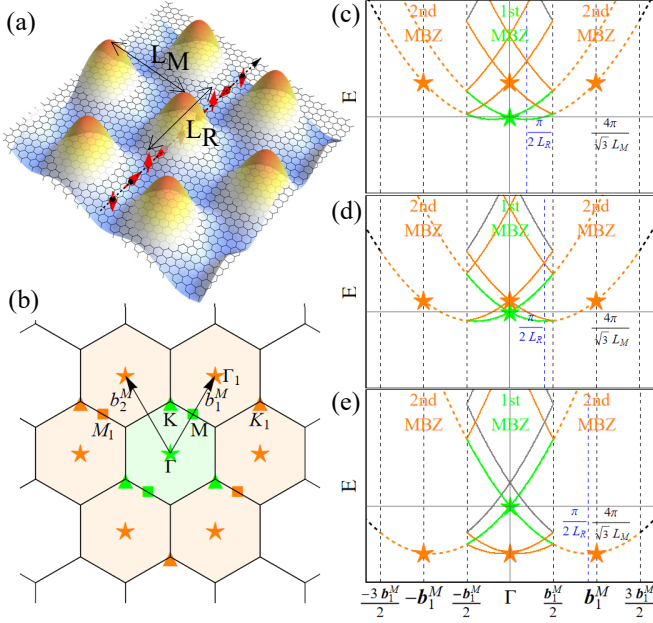 (a)
L_M
L_R
(b)
b_2^M
b_1^M
Γ_1
K
M
M_1
K_1
Γ
(c)
2nd MBZ
1st MBZ
2nd MBZ
E
π/(2 L_R)
4π/(√3 L_M)
(d)
2nd MBZ
1st MBZ
2nd MBZ
E
π/(2 L_R)
4π/(√3 L_M)
(e)
2nd MBZ
1st MBZ
2nd MBZ
E
π/(2 L_R)
4π/(√3 L_M)
-3 b_1^M/2
-b_1^M
-b_1^M/2
Γ
b_1^M/2
b_1^M
3 b_1^M/2